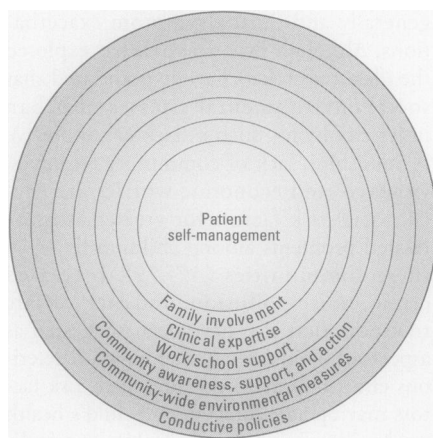 Patient
self-management
Family involvement
Clinical expertise
Work/school support
Community awareness, support, and action
Community-wide environmental measures
Conductive policies